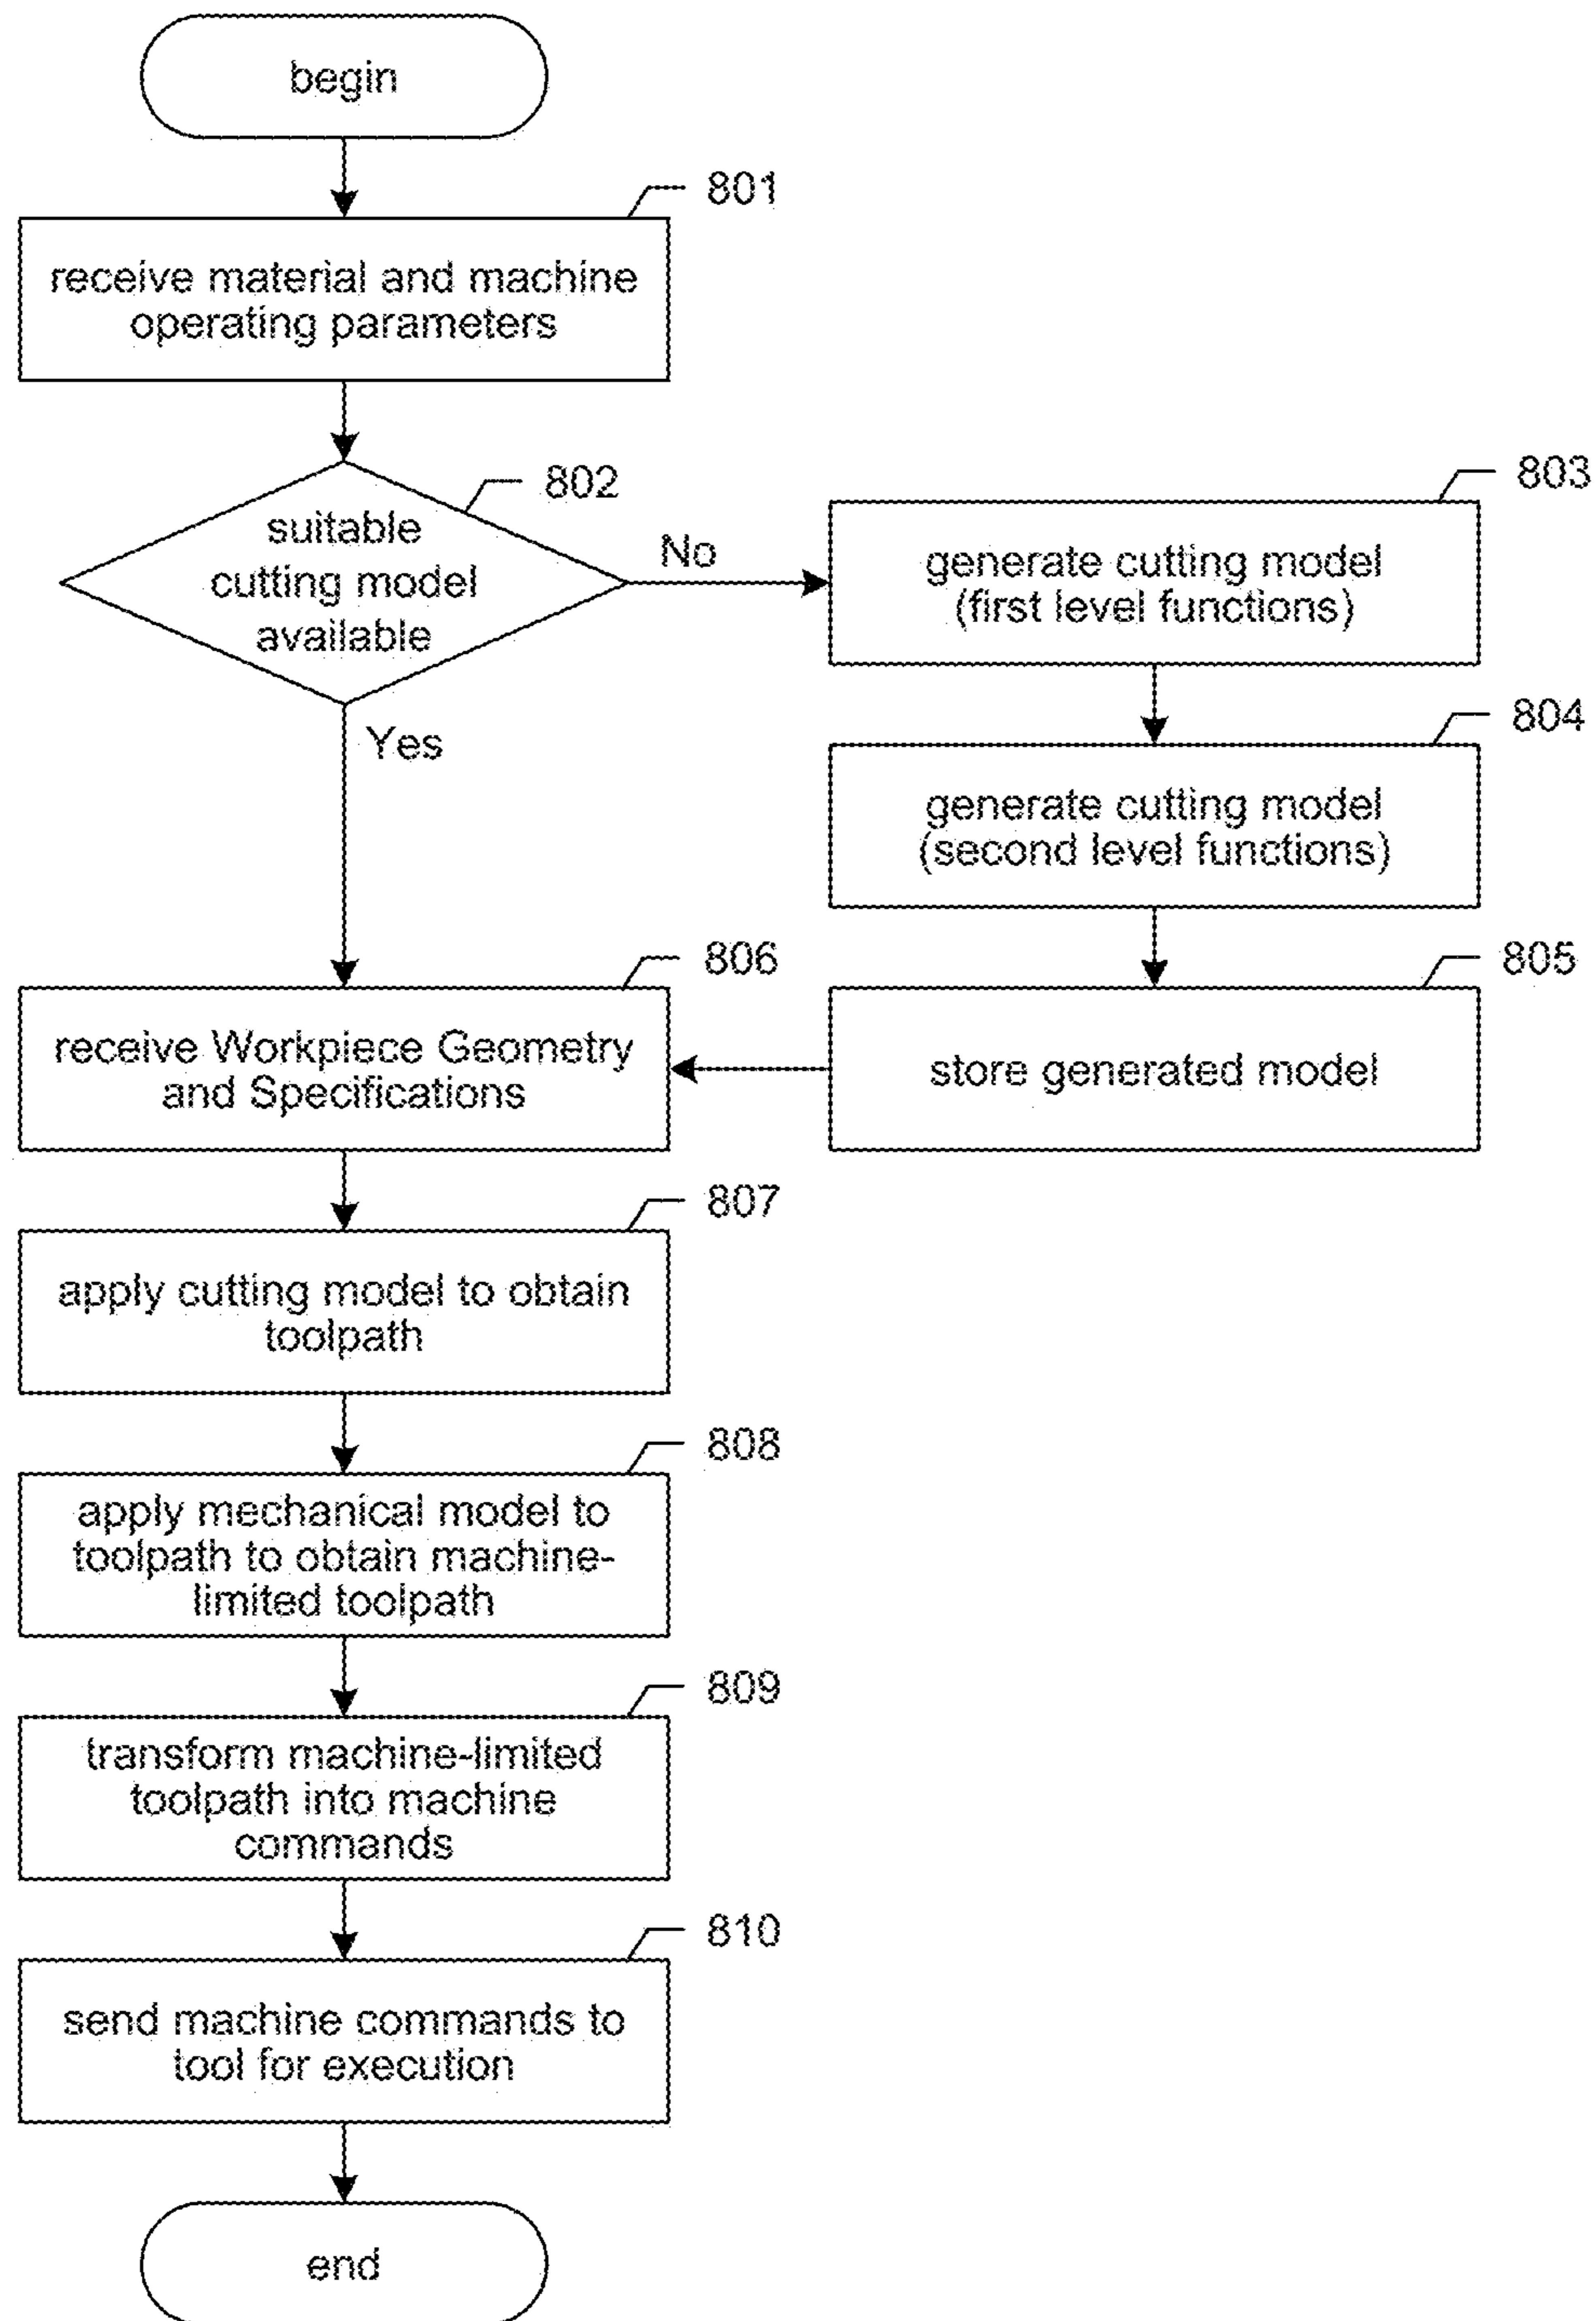 begin
801
receive material and machine
operating parameters
802
suitable
cutting model
available
No
Yes
803
generate cutting model
(first level functions)
804
generate cutting model
(second level functions)
805
store generated model
806
receive Workpiece Geometry
and Specifications
807
apply cutting model to obtain
toolpath
808
apply mechanical model to
toolpath to obtain machine-
limited toolpath
809
transform machine-limited
toolpath into machine
commands
810
send machine commands to
tool for execution
end